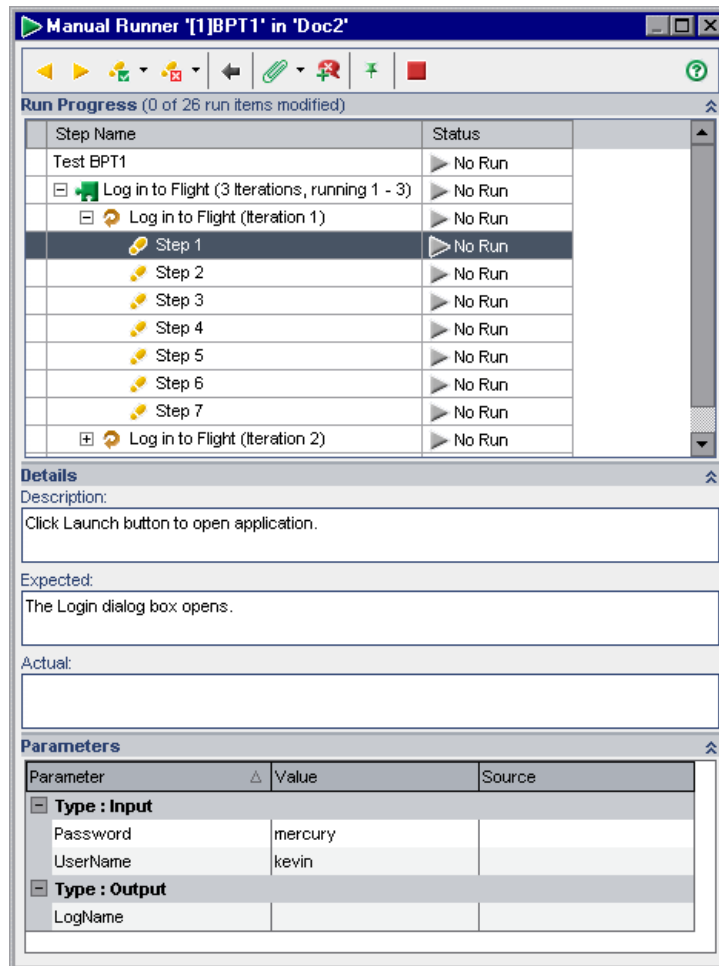 Manual Runner '[1]BPT1' in 'Doc2'
Run Progress (0 of 26 run items modified)
Step Name Status
Test BPT1 No Run
Log in to Flight (3 Iterations, running 1 - 3) No Run
Log in to Flight (Iteration 1) No Run
Step 1 No Run
Step 2 No Run
Step 3 No Run
Step 4 No Run
Step 5 No Run
Step 6 No Run
Step 7 No Run
Log in to Flight (Iteration 2) No Run
Details
Description:
Click Launch button to open application.
Expected:
The Login dialog box opens.
Actual:
Parameters
Parameter Value Source
Type : Input
Password mercury
UserName kevin
Type : Output
LogName